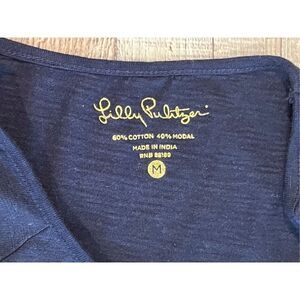 Lilly Pulitzer
60% COTTON 40% MODAL
MADE IN INDIA
RN# 88189
M